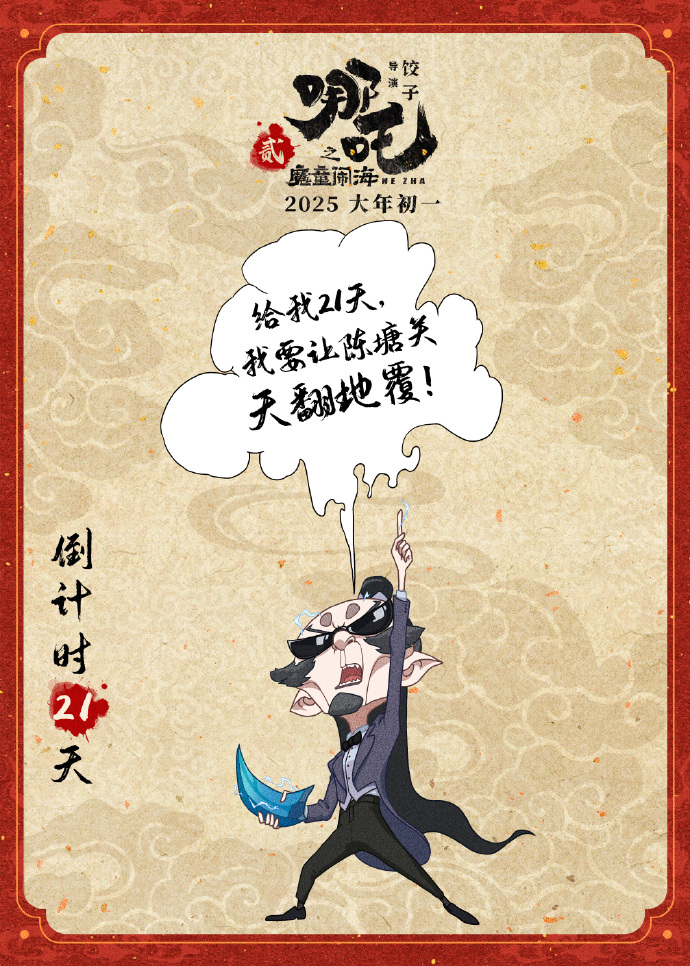 导演 饺子
哪吒
贰
之
魔童闹海 NE ZHA
2025 大年初一
给我21天,
我要让陈塘关
天翻地覆!
倒计时
21
天